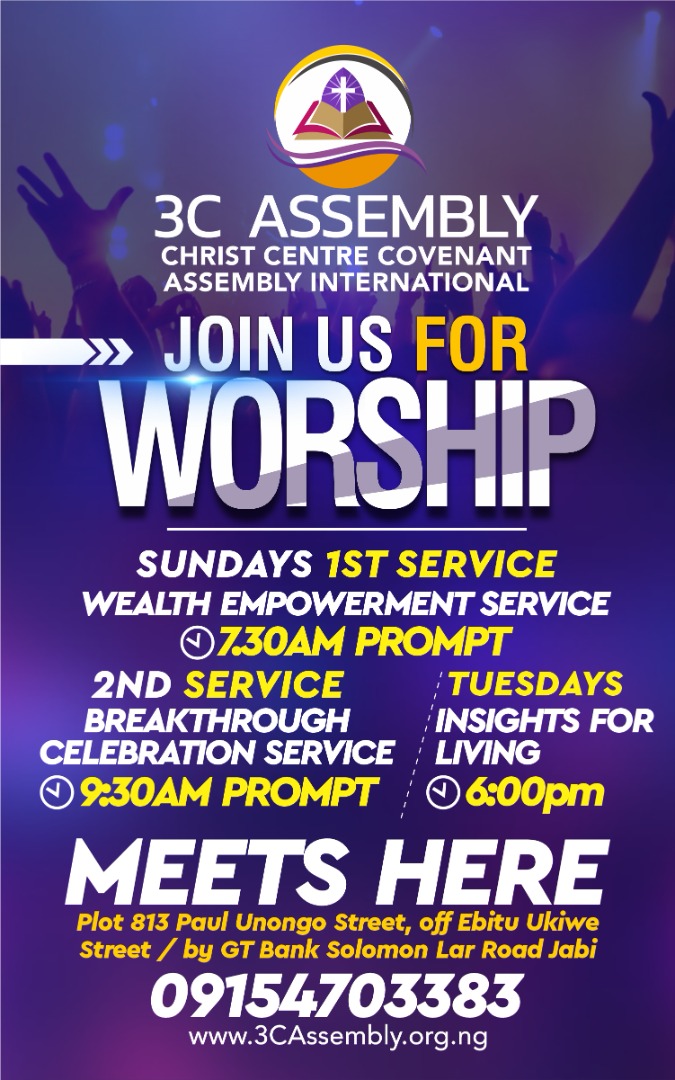 3C ASSEMBLY
CHRIST CENTRE COVENANT
ASSEMBLY INTERNATIONAL
JOIN US FOR
WORSHIP
SUNDAYS 1ST SERVICE
WEALTH EMPOWERMENT SERVICE
7.30AM PROMPT
2ND SERVICE
BREAKTHROUGH
CELEBRATION SERVICE
9:30AM PROMPT
TUESDAYS
INSIGHTS FOR
LIVING
6:00pm
MEETS HERE
Plot 813 Paul Unongo Street, off Ebitu Ukiwe
Street / by GT Bank Solomon Lar Road Jabi
09154703383
www.3CAssembly.org.ng